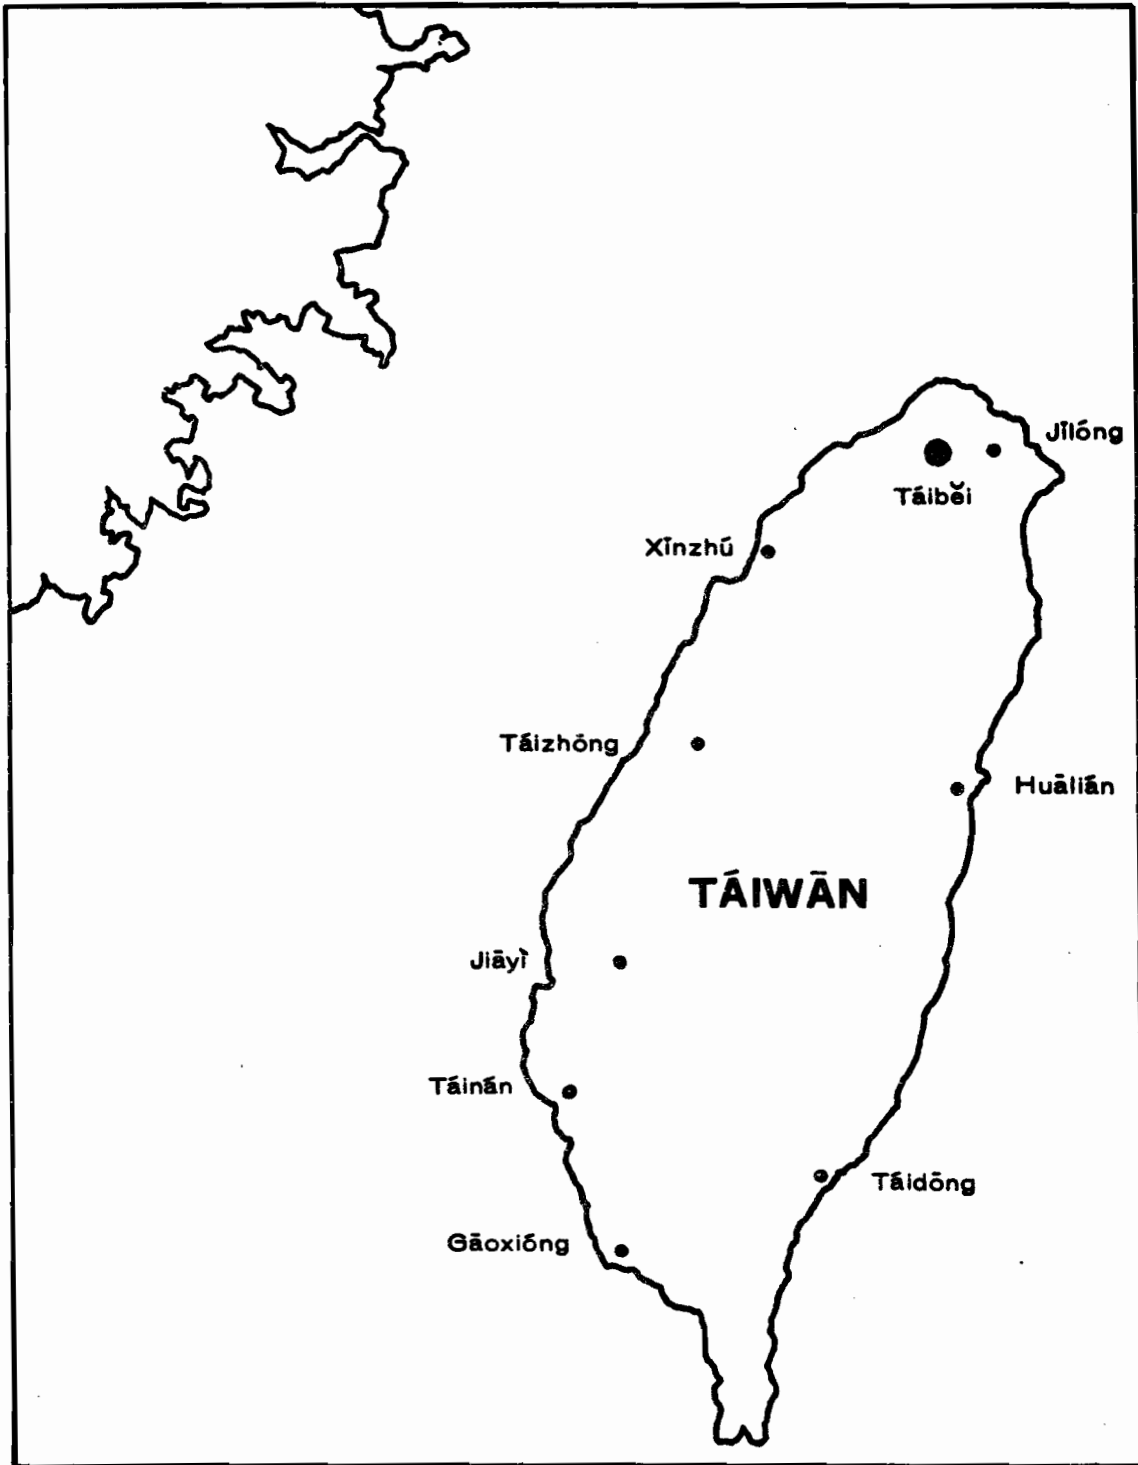 Jīlóng
Táiběi
Xīnzhú
Táizhōng
Huālián
TÁIWĀN
Jiāyì
Táinán
Táidōng
Gāoxióng